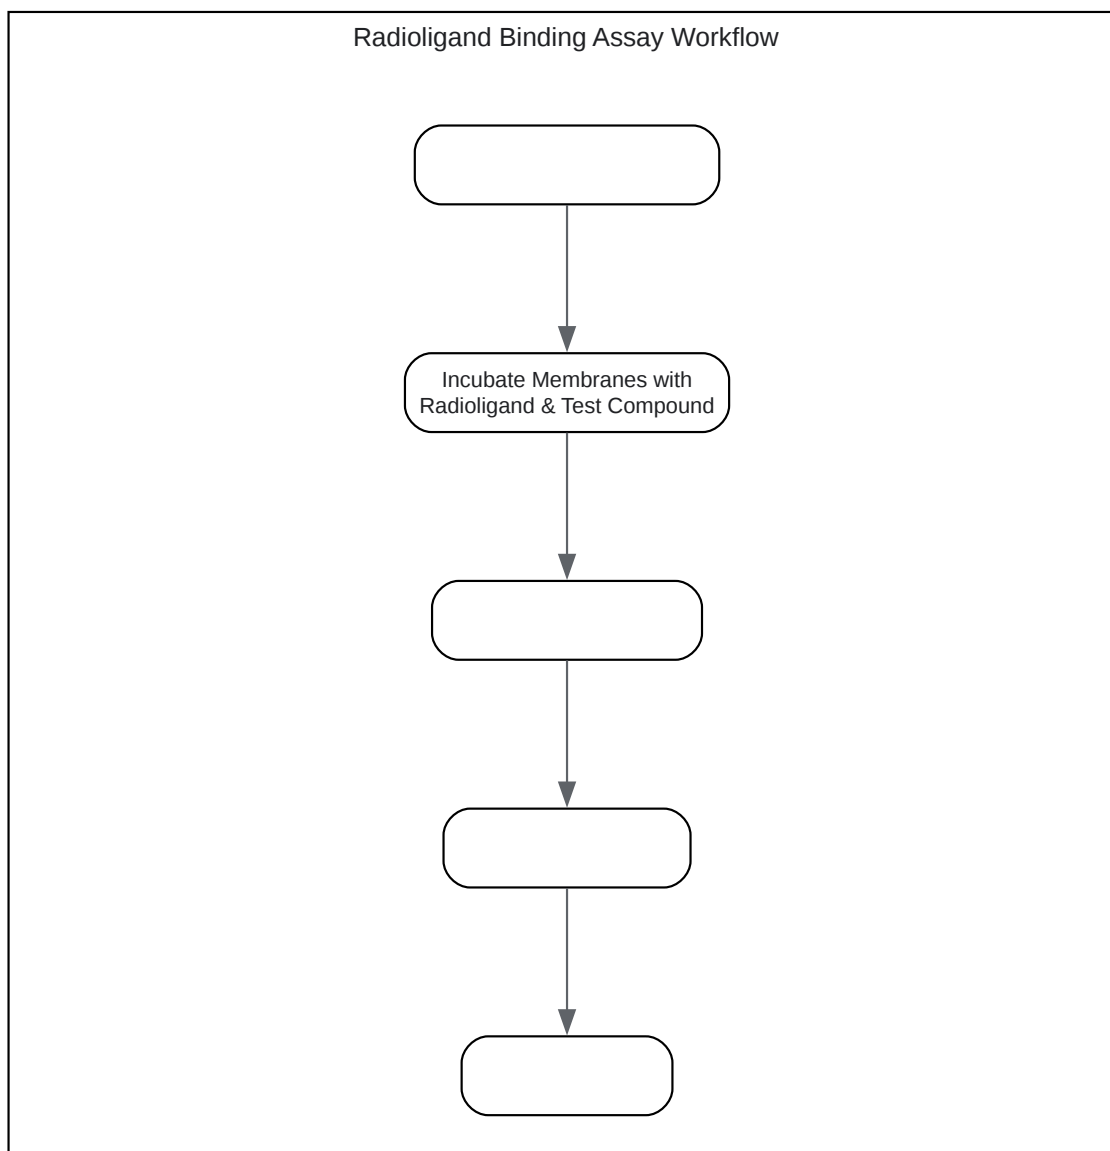 Radioligand Binding Assay Workflow
Incubate Membranes with
Radioligand & Test Compound